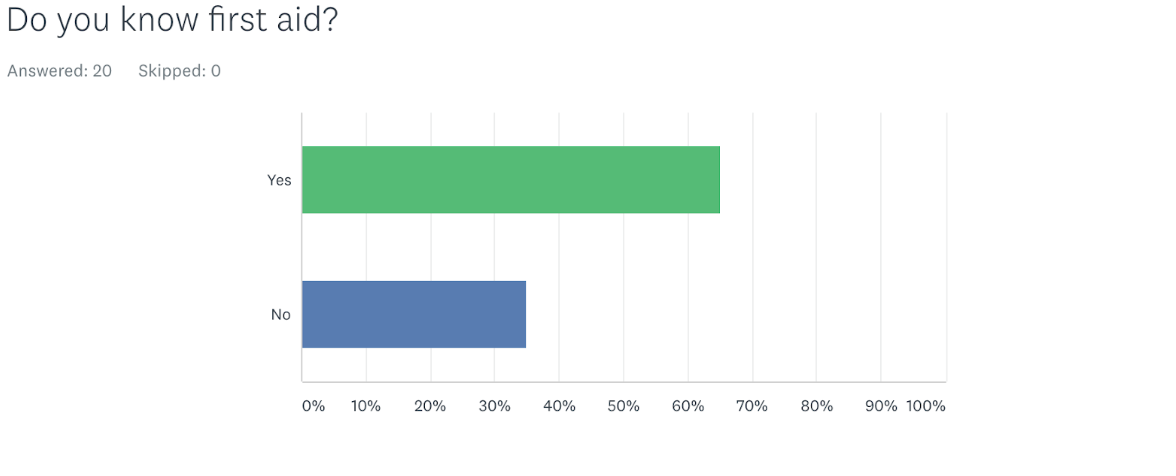 Do you know first aid?
Answered: 20 Skipped: 0
Yes
No
0% 10% 20% 30% 40% 50% 60% 70% 80% 90% 100%